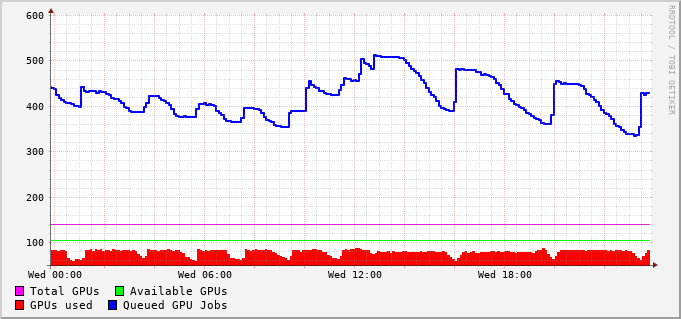 600
500
400
300
200
100
Wed 00:00 Wed 06:00 Wed 12:00 Wed 18:00
Total GPUs Available GPUs
GPUs used Queued GPU Jobs
RRDTOOL / TOBI OETIKER